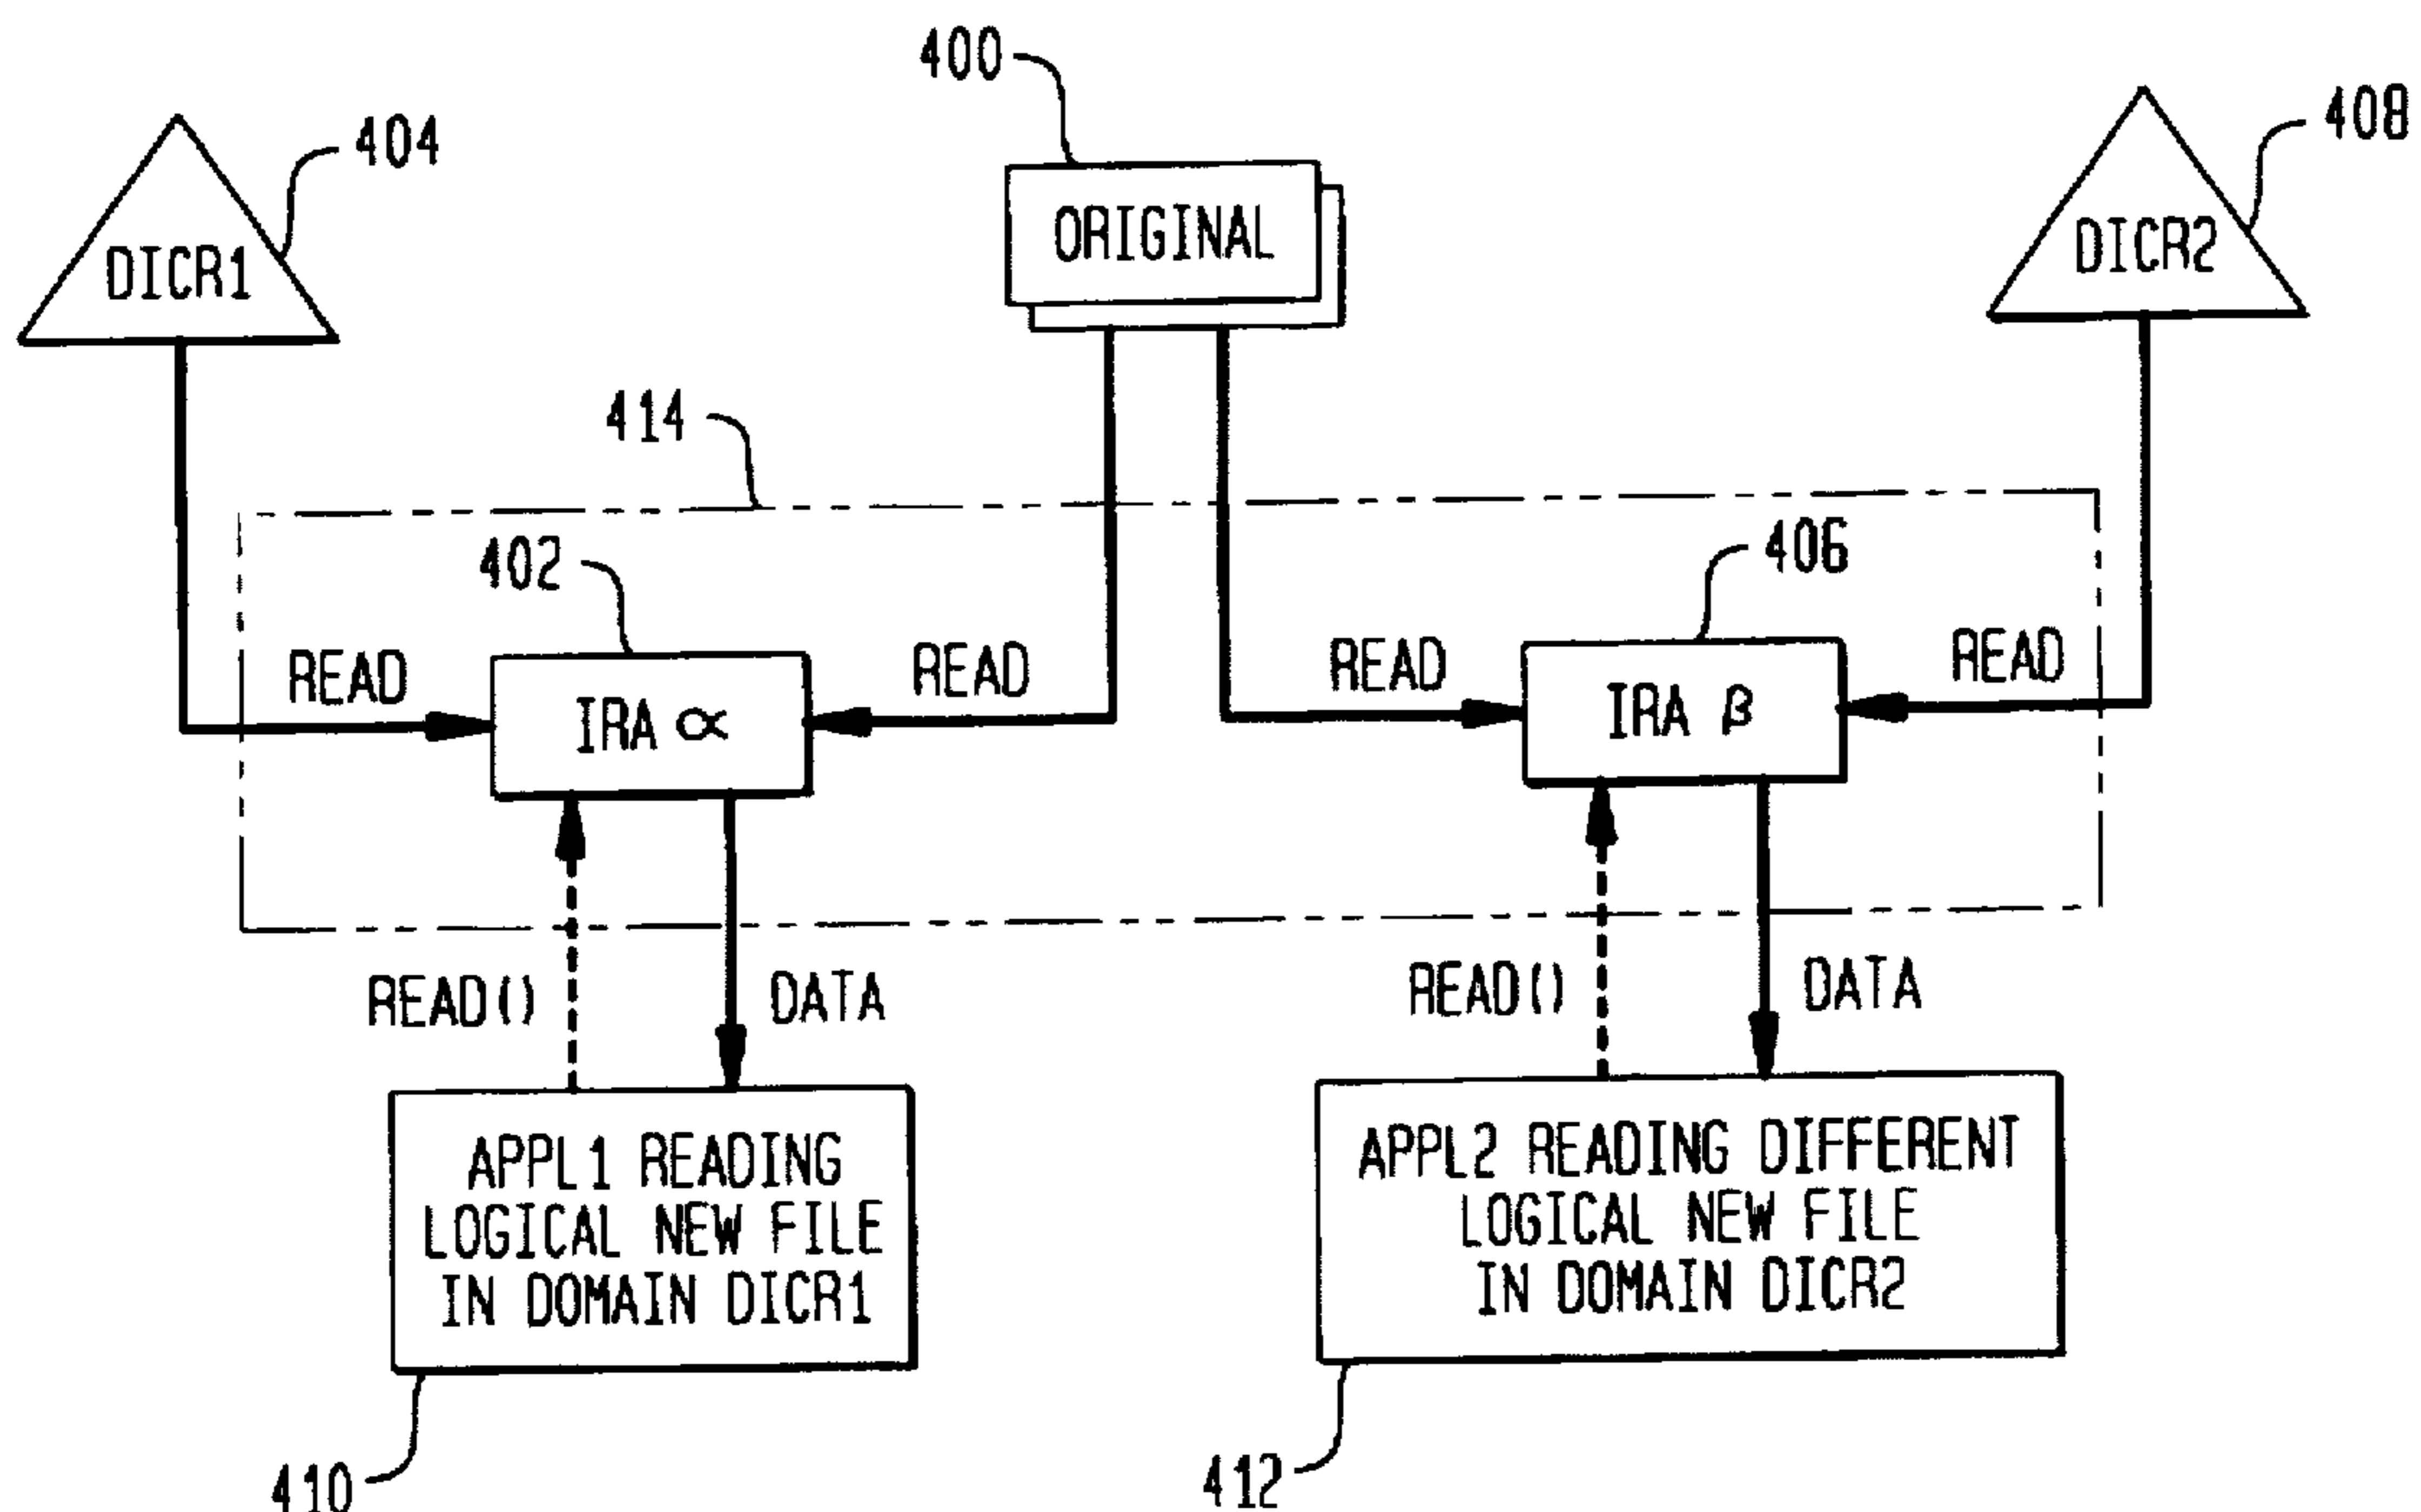 400
404
408
DICR1
ORIGINAL
DICR2
414
402
406
READ
READ
READ
READ
IRA α
IRA β
READ()
DATA
READ()
DATA
APPL1 READING
LOGICAL NEW FILE
IN DOMAIN DICR1
APPL2 READING DIFFERENT
LOGICAL NEW FILE
IN DOMAIN DICR2
410
412